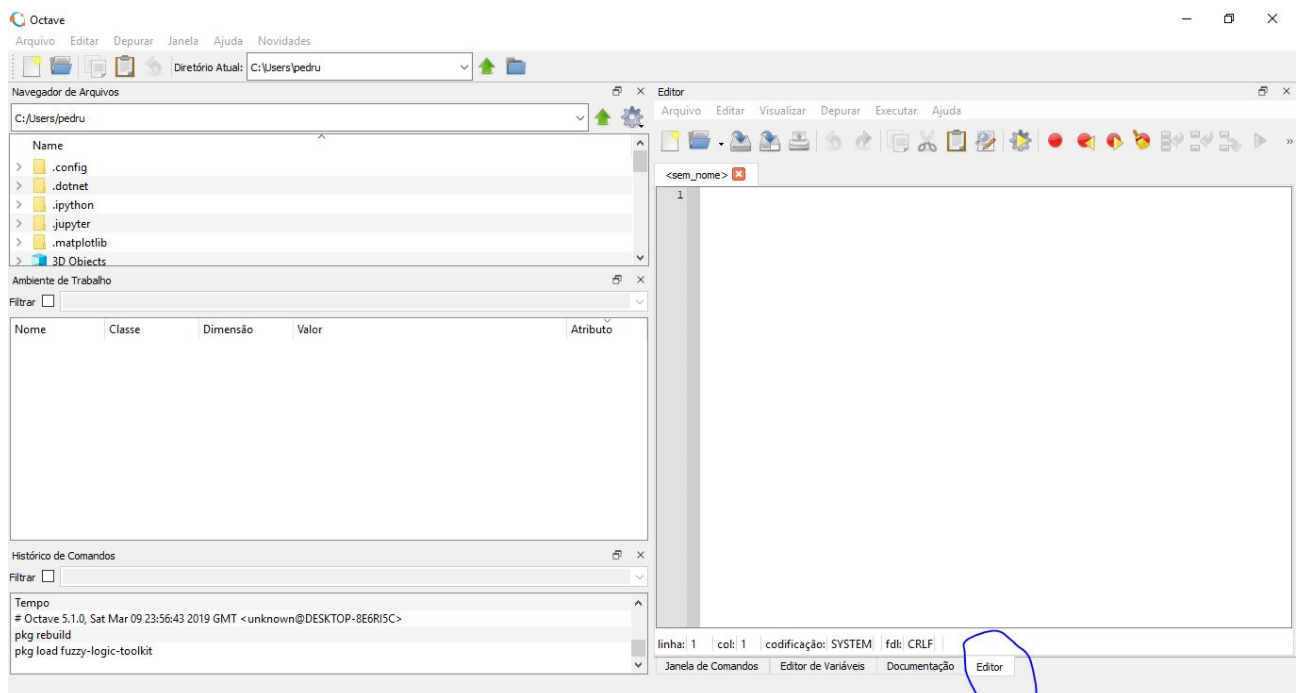 Octave
Arquivo Editar Depurar Janela Ajuda Novidades
Diretório Atual: C:\Users\pedru
Navegador de Arquivos
C:/Users/pedru
Name
.config
.dotnet
.ipython
.jupyter
.matplotlib
3D Objects
Ambiente de Trabalho
Filtrar
Nome Classe Dimensão Valor Atributo
Histórico de Comandos
Filtrar
Tempo
# Octave 5.1.0, Sat Mar 09 23:56:43 2019 GMT <unknown@DESKTOP-8E6RI5C>
pkg rebuild
pkg load fuzzy-logic-toolkit
Editor
Arquivo Editar Visualizar Depurar Executar Ajuda
<sem_nome>
1
linha: 1 col: 1 codificação: SYSTEM fdl: CRLF
Janela de Comandos Editor de Variáveis Documentação Editor